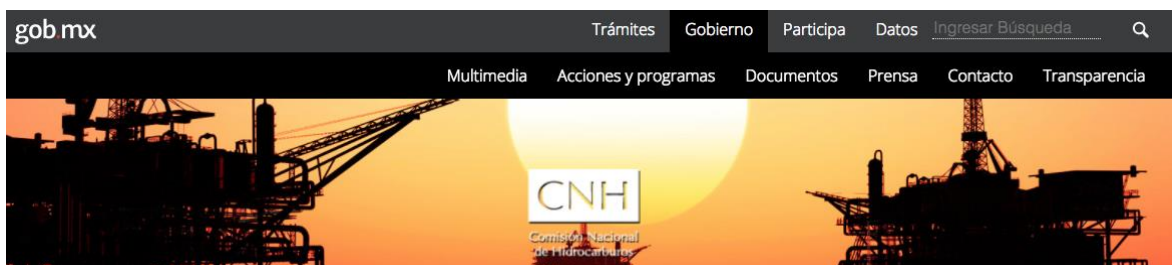 gob.mx Trámites Gobierno Participa Datos Ingresar Búsqueda
Multimedia Acciones y programas Documentos Prensa Contacto Transparencia
CNH
Comisión Nacional
de Hidrocarburos